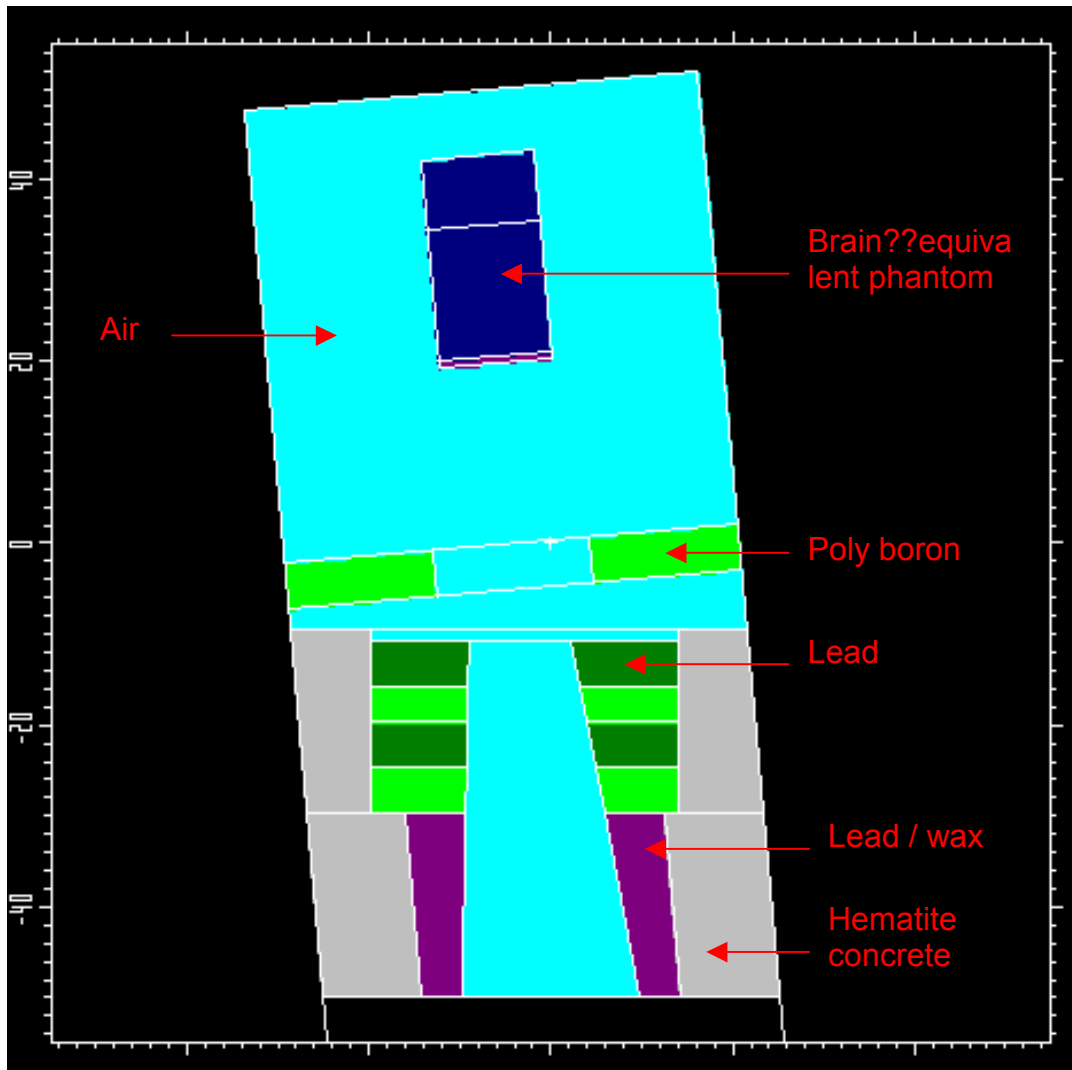 40
Brain??equiva
lent phantom
Air
20
0
Poly boron
Lead
-20
Lead / wax
-40
Hematite
concrete